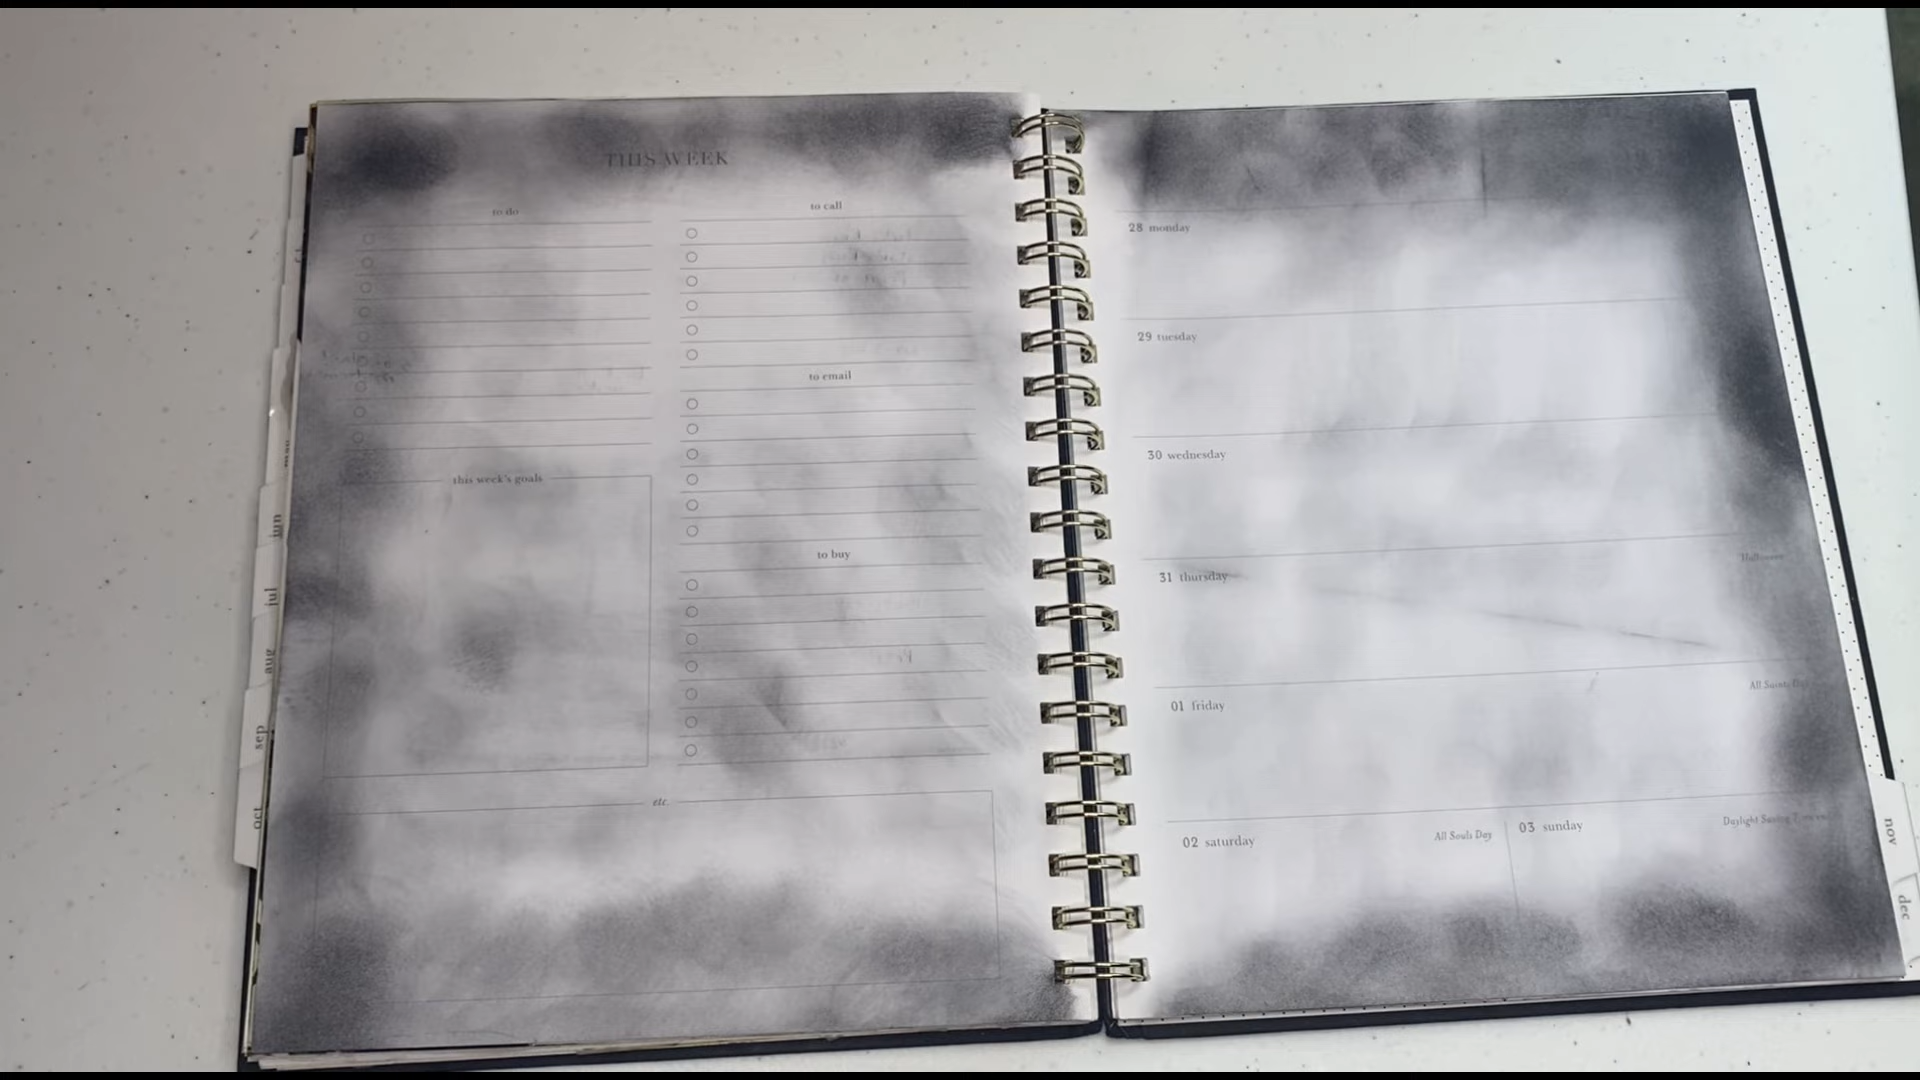 THIS WEEK
to do
to call
to email
this week's goals
to buy
etc
28 monday
29 tuesday
30 wednesday
Halloween
31 thursday
All Saints Day
01 friday
02 saturday
All Souls Day
03 sunday
Daylight Saving
jun
jul
aug
sep
oct
nov
dec